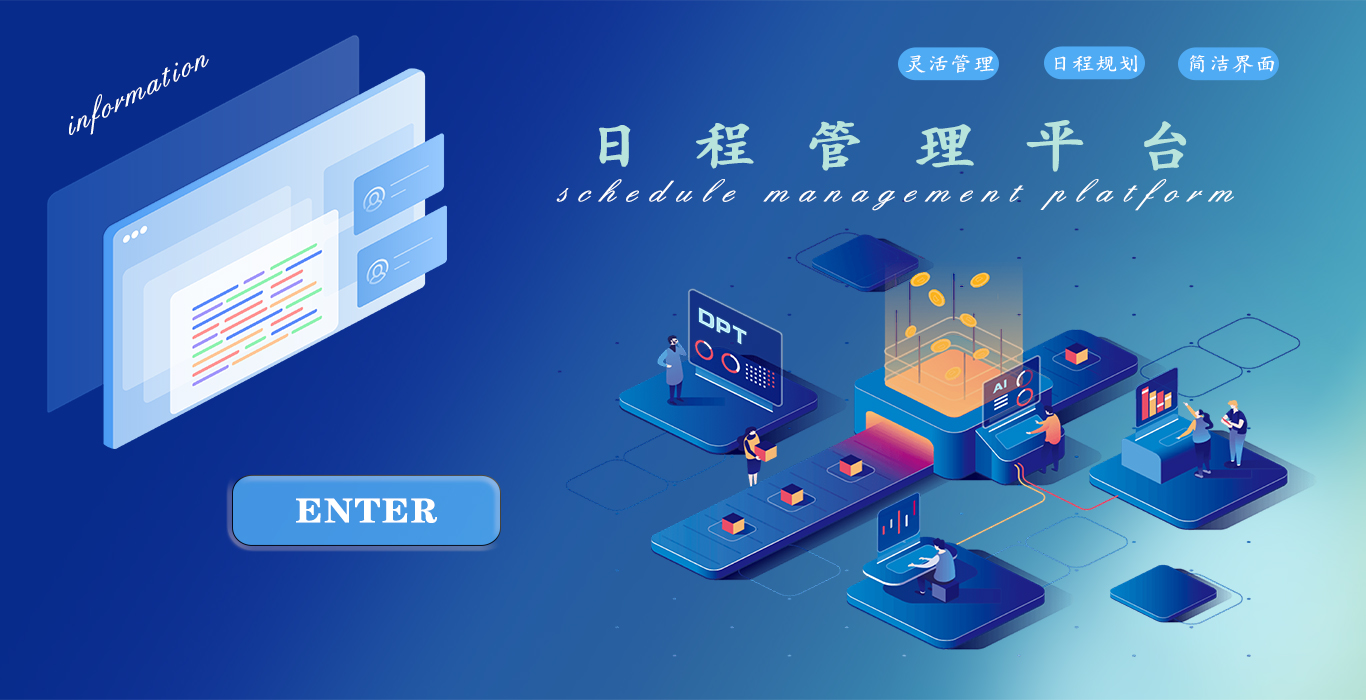 information
灵活管理 日程规划 简洁界面
日程管理平台
schedule management platform
DPT
AI
ENTER